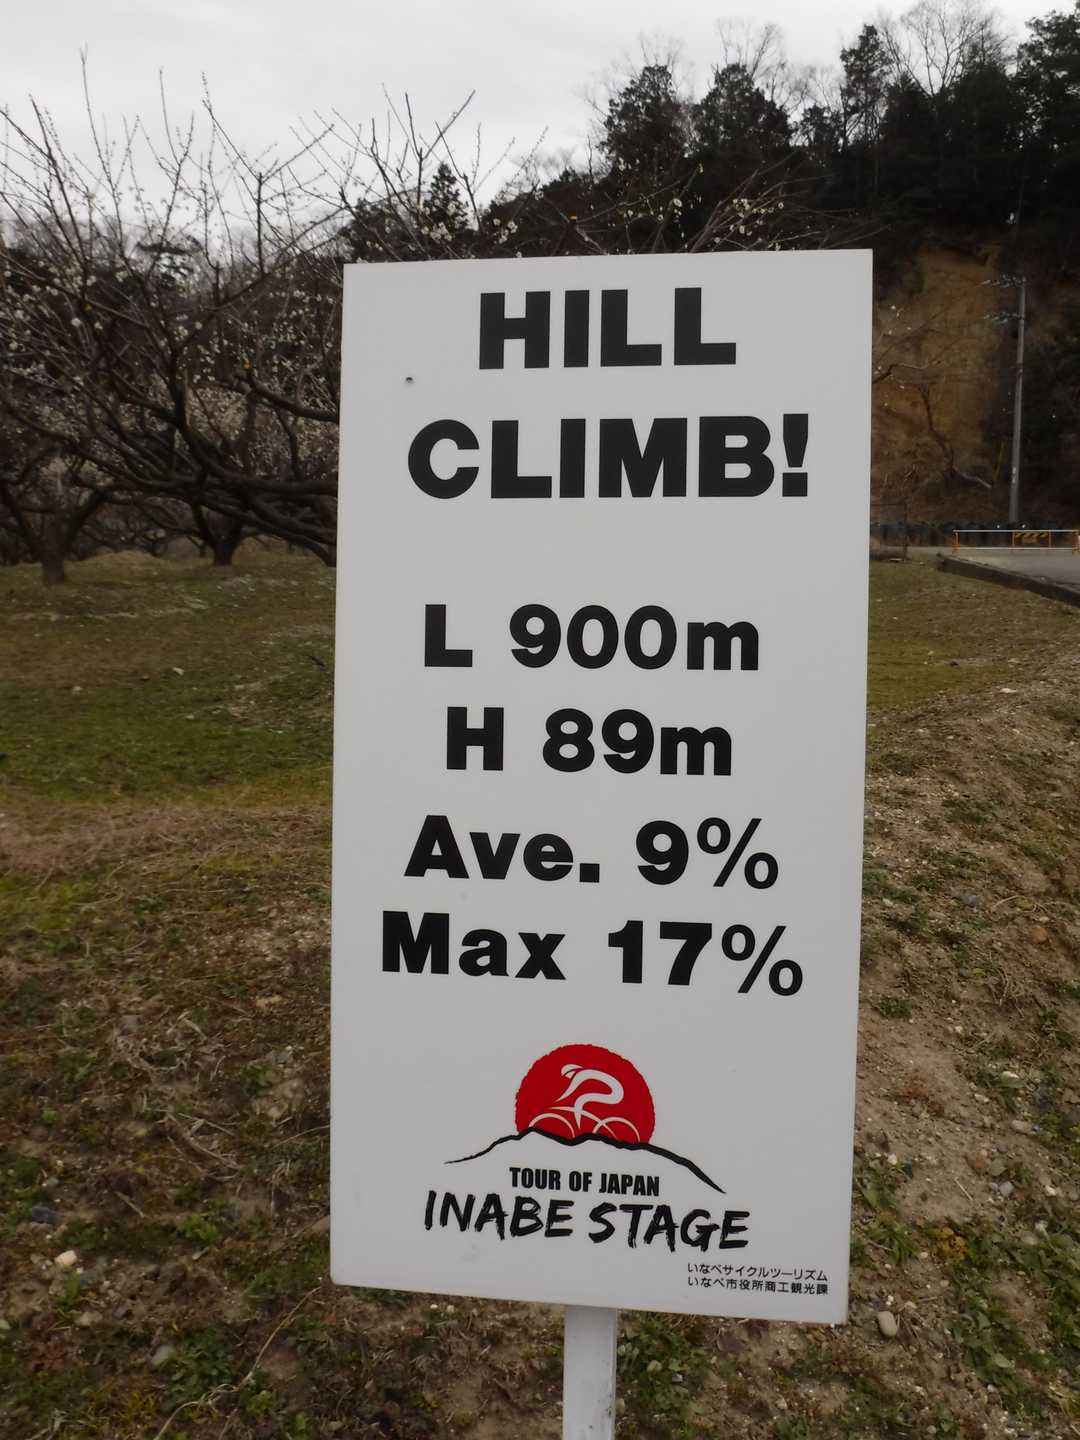 HILL
CLIMB!
L 900m
H 89m
Ave. 9%
Max 17%
TOUR OF JAPAN
INABE STAGE
いなべサイクルツーリズム
いなべ市役所商工観光課